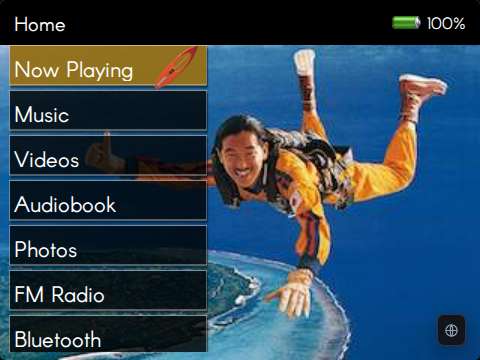 Home
100%
Now Playing
Music
Videos
Audiobook
Photos
FM Radio
Bluetooth